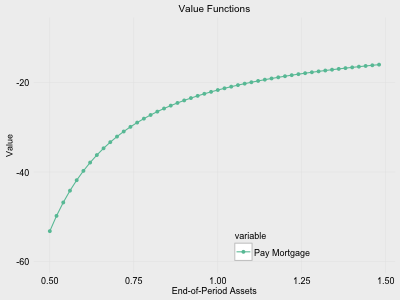 Value Functions
-20
-40
-60
Value
0.50
0.75
1.00
1.25
1.50
End-of-Period Assets
variable
Pay Mortgage